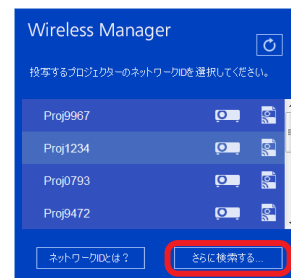 Wireless Manager
投写するプロジェクターのネットワークIDを選択してください。
Proj9967
Proj1234
Proj0793
Proj9472
ネットワークIDとは？
さらに検索する...